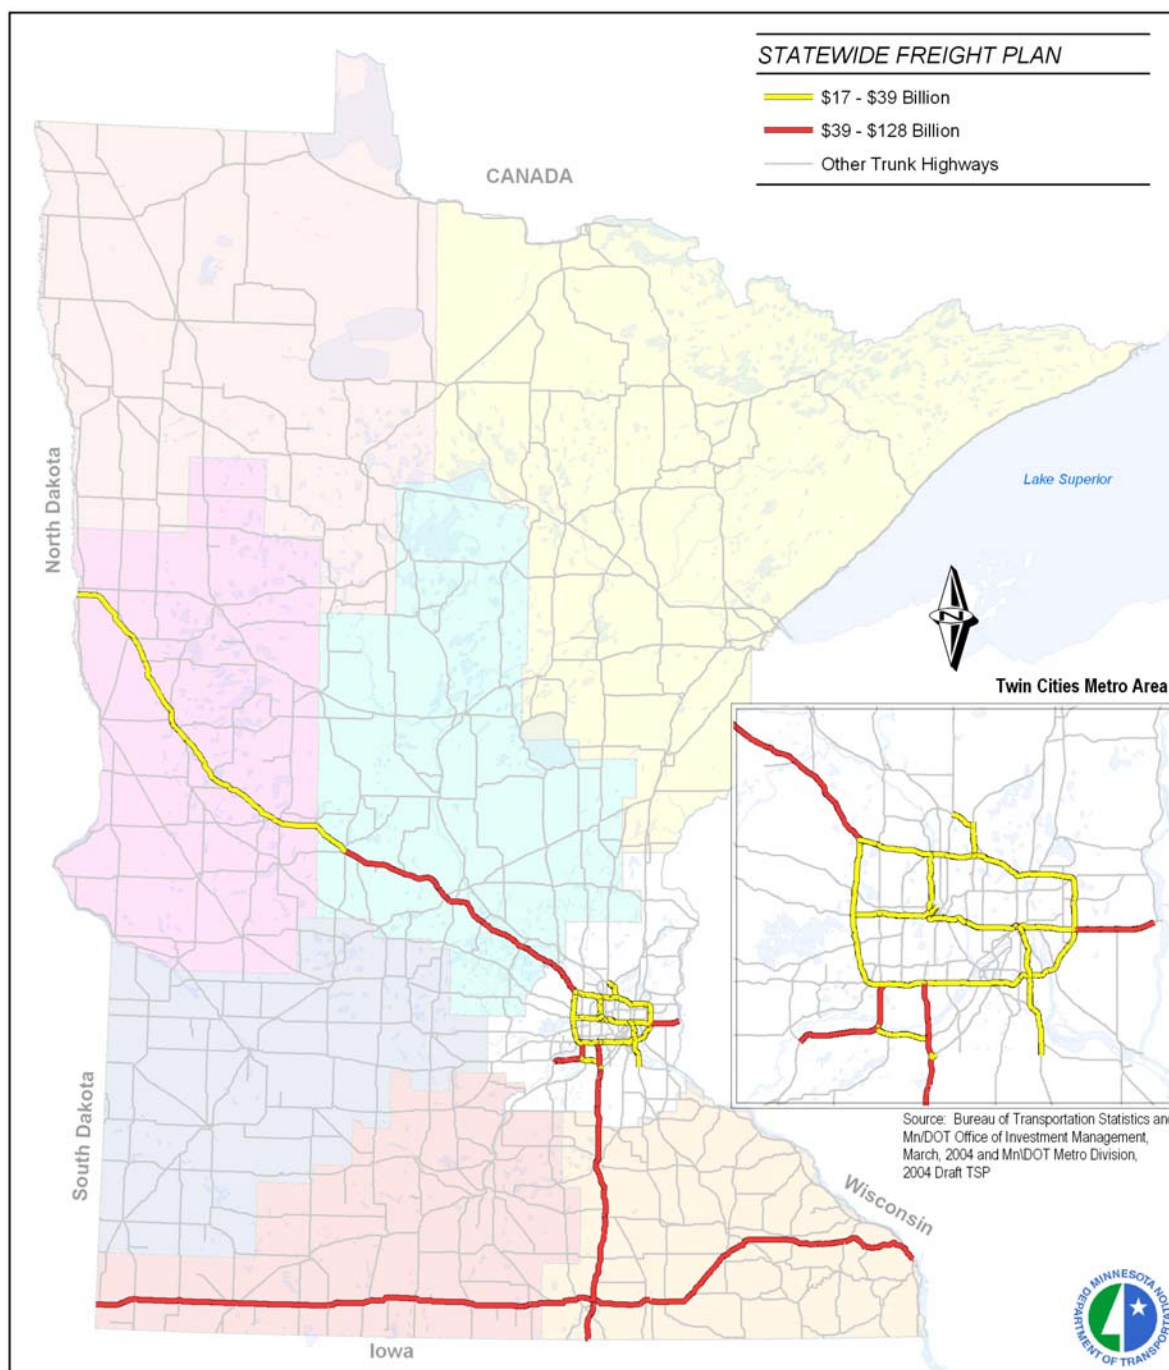 STATEWIDE FREIGHT PLAN
$17 - $39 Billion
$39 - $128 Billion
Other Trunk Highways
CANADA
North Dakota
Lake Superior
N
Twin Cities Metro Area
South Dakota
Source: Bureau of Transportation Statistics and
Mn/DOT Office of Investment Management,
March, 2004 and Mn\DOT Metro Division,
2004 Draft TSP
Wisconsin
Iowa
MINNESOTA DEPARTMENT OF TRANSPORTATION